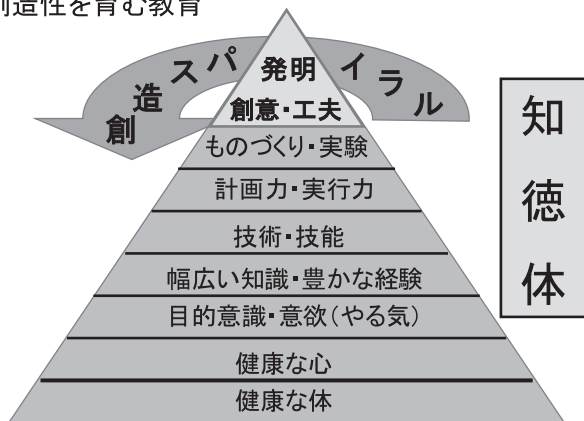 創造性を育む教育
創造スパイラル
発明
創意・工夫
ものづくり・実験
計画力・実行力
技術・技能
幅広い知識・豊かな経験
目的意識・意欲(やる気)
健康な心
健康な体
知
徳
体